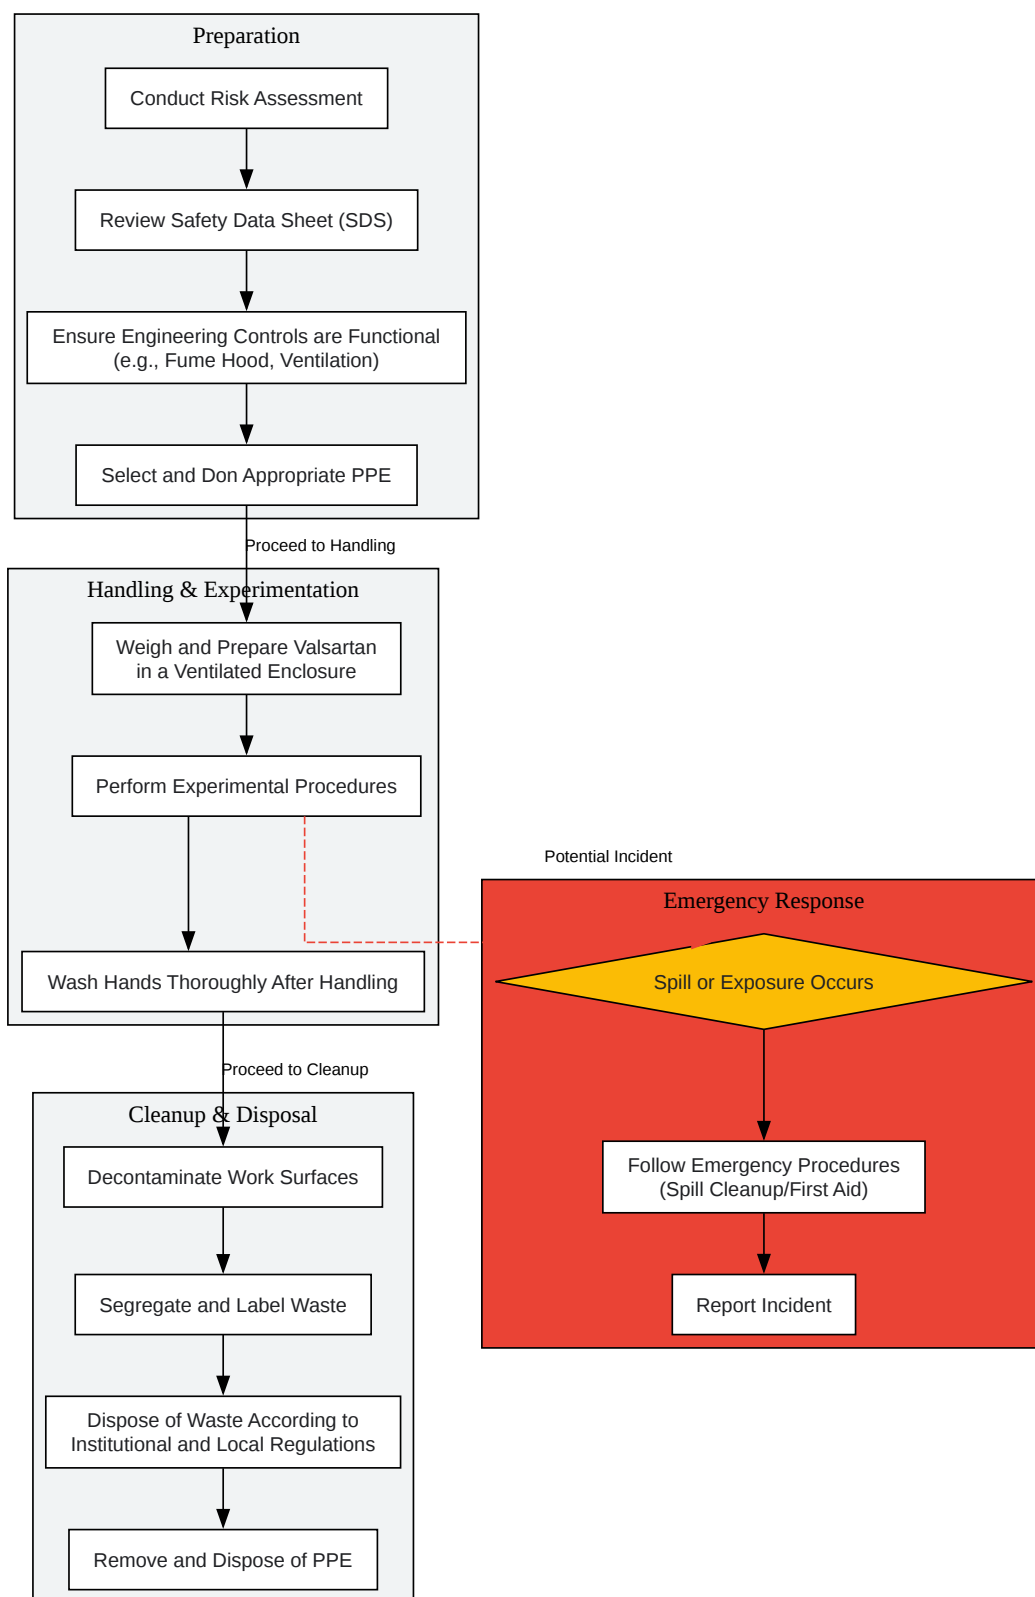 Preparation
Conduct Risk Assessment
Review Safety Data Sheet (SDS)
Ensure Engineering Controls are Functional
(e.g., Fume Hood, Ventilation)
Select and Don Appropriate PPE
Proceed to Handling
Handling & Experimentation
Weigh and Prepare Valsartan
in a Ventilated Enclosure
Perform Experimental Procedures
Wash Hands Thoroughly After Handling
Potential Incident
Emergency Response
Spill or Exposure Occurs
Follow Emergency Procedures
(Spill Cleanup/First Aid)
Report Incident
Proceed to Cleanup
Cleanup & Disposal
Decontaminate Work Surfaces
Segregate and Label Waste
Dispose of Waste According to
Institutional and Local Regulations
Remove and Dispose of PPE